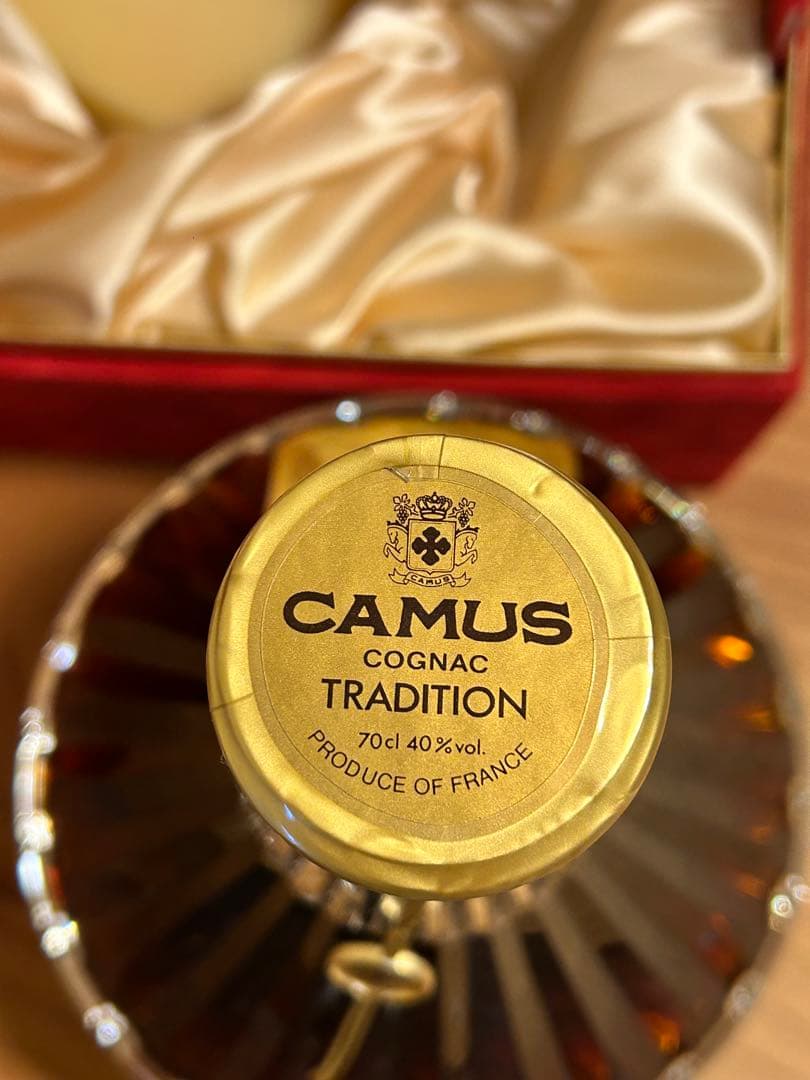 CAMUS
CAMUS
COGNAC
TRADITION
70cl 40%vol.
PRODUCE OF FRANCE